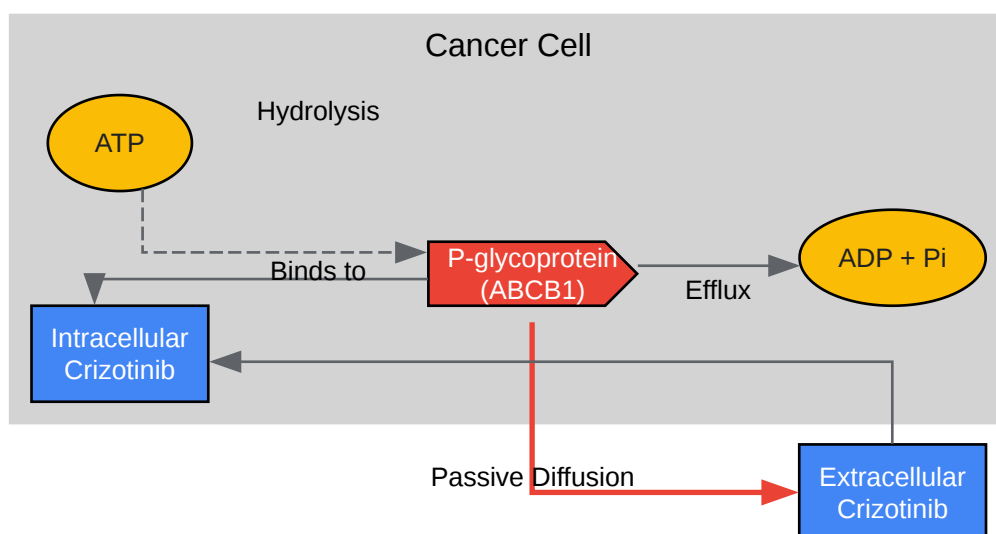 Cancer Cell
Hydrolysis
ATP
P-glycoprotein
(ABCB1)
ADP + Pi
Binds to
Efflux
Intracellular
Crizotinib
Passive Diffusion
Extracellular
Crizotinib